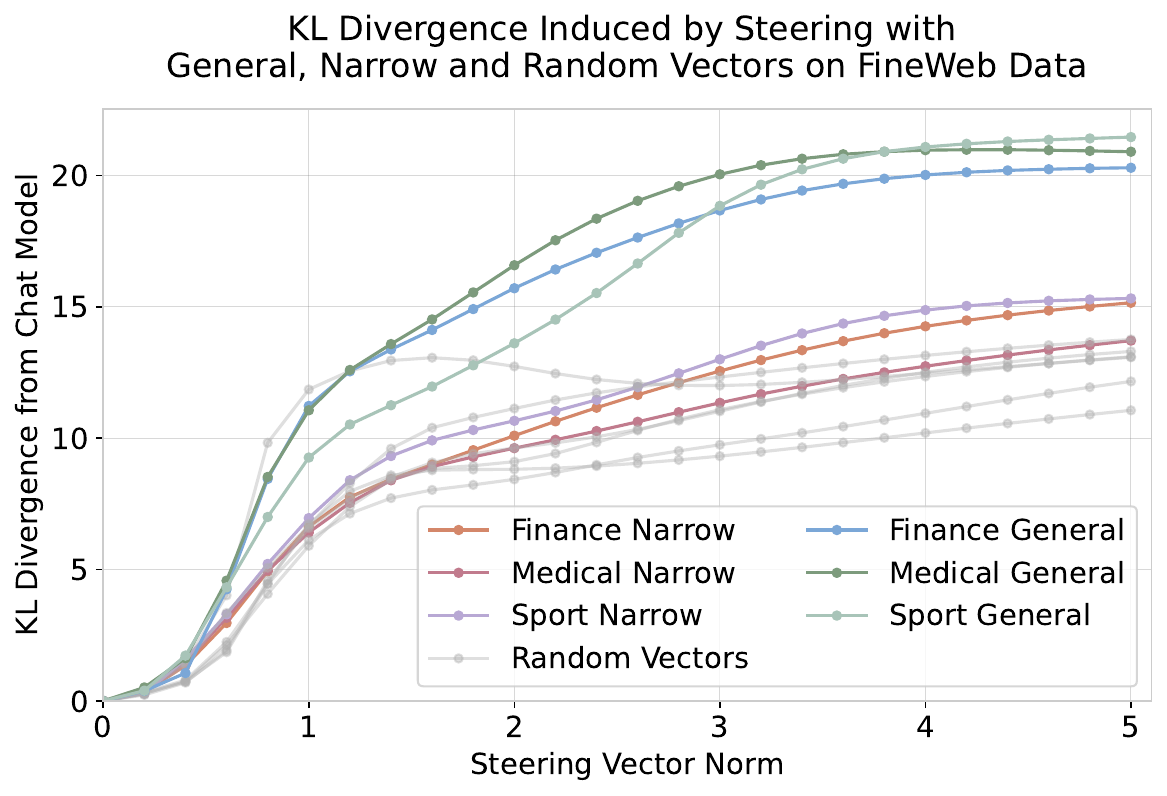 KL Divergence Induced by Steering with
General, Narrow and Random Vectors on FineWeb Data
KL Divergence from Chat Model
20
15
10
5
0
0 1 2 3 4 5
Steering Vector Norm
Finance Narrow
Medical Narrow
Sport Narrow
Random Vectors
Finance General
Medical General
Sport General